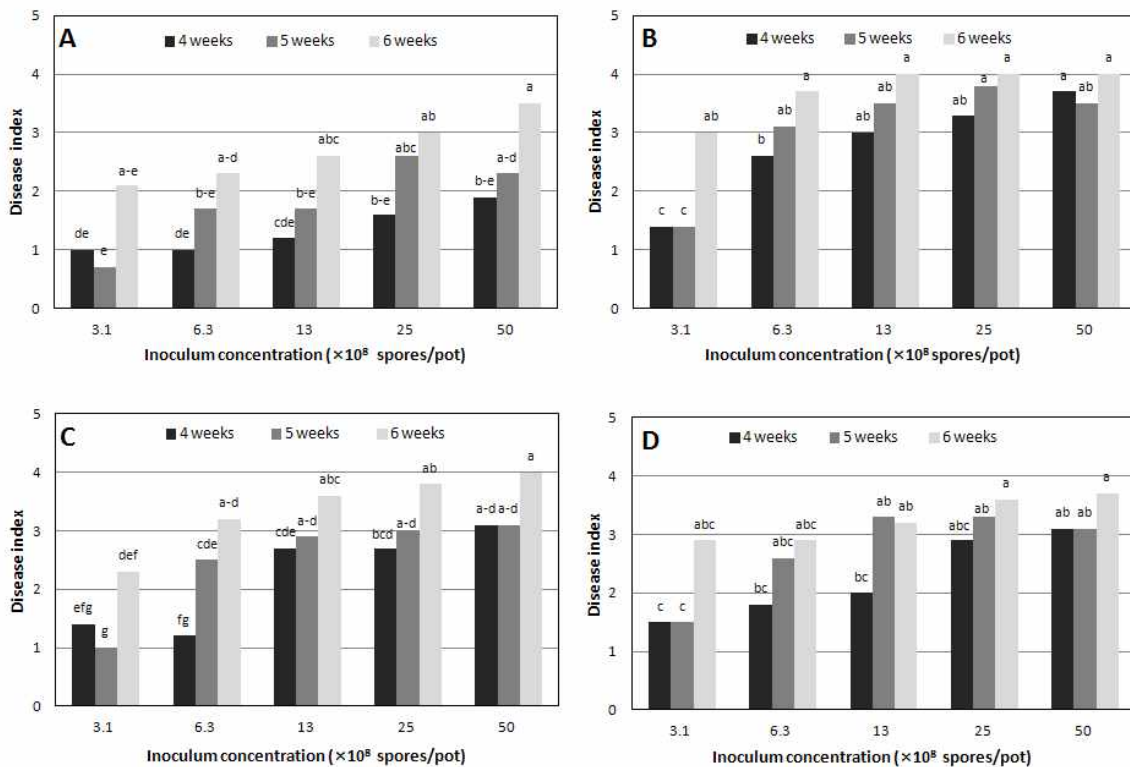 A
4 weeks 5 weeks 6 weeks
Disease index
5
4
3
2
1
0
de e a-e
de b-e a-d
cde b-e abc
b-e abc ab
b-e a-d a
3.1 6.3 13 25 50
Inoculum concentration (×10⁸ spores/pot)
B
4 weeks 5 weeks 6 weeks
Disease index
5
4
3
2
1
0
c c ab
b ab a
ab ab a
ab a a
a ab a
3.1 6.3 13 25 50
Inoculum concentration (×10⁸ spores/pot)
C
4 weeks 5 weeks 6 weeks
Disease index
5
4
3
2
1
0
efg g def
fg cde a-d
cde a-d abc
bcd a-d ab
a-d a-d a
3.1 6.3 13 25 50
Inoculum concentration (×10⁸ spores/pot)
D
4 weeks 5 weeks 6 weeks
Disease index
5
4
3
2
1
0
c c abc
bc abc abc
bc ab ab
abc ab a
ab ab a
3.1 6.3 13 25 50
Inoculum concentration (×10⁸ spores/pot)